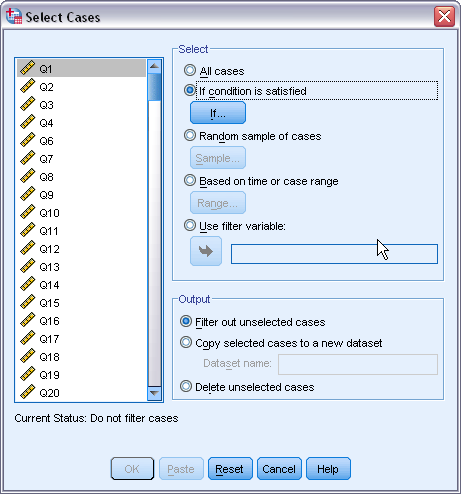 Select Cases
Q1
Q2
Q3
Q4
Q6
Q7
Q8
Q9
Q10
Q11
Q12
Q13
Q14
Q15
Q16
Q17
Q18
Q19
Q20
Select
All cases
If condition is satisfied
If...
Random sample of cases
Sample...
Based on time or case range
Range...
Use filter variable:
Output
Filter out unselected cases
Copy selected cases to a new dataset
Dataset name:
Delete unselected cases
Current Status: Do not filter cases
OK Paste Reset Cancel Help